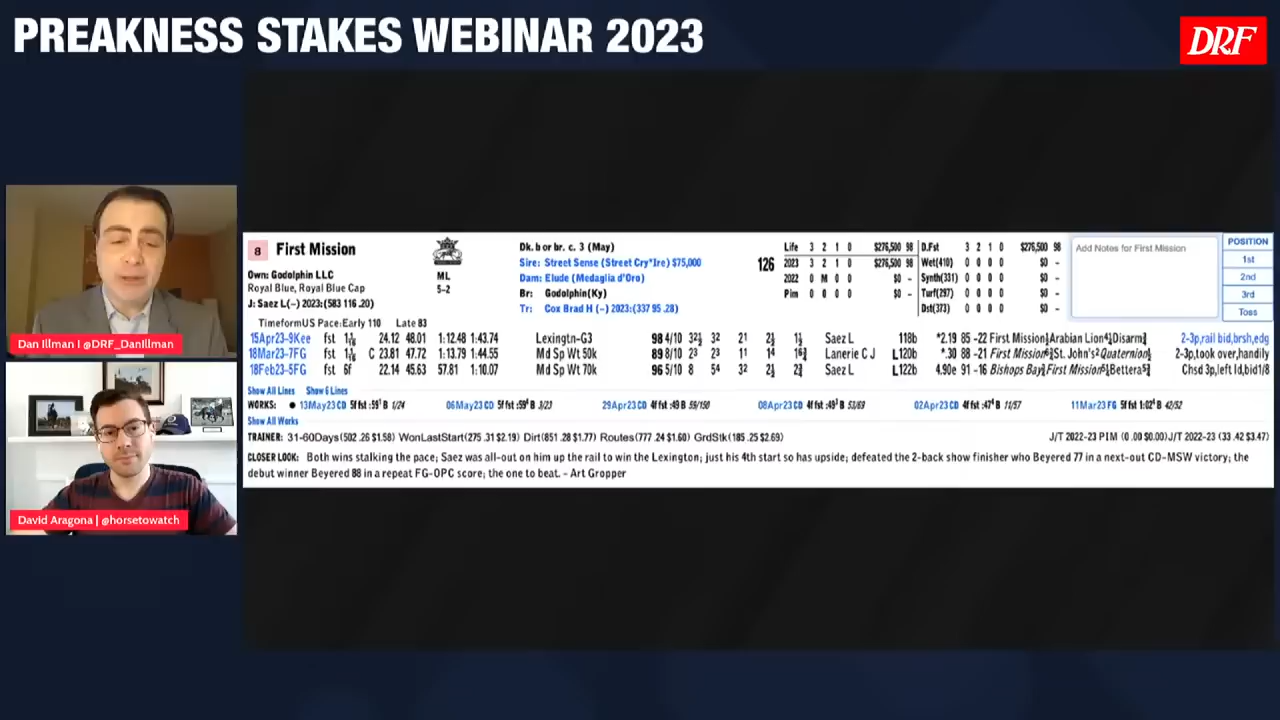 PREAKNESS STAKES WEBINAR 2023
DRF
Dan Illman I @DRF_DanIllman
David Aragona | @horsetowatch
8 First Mission
Own: Godolphin LLC
Royal Blue, Royal Blue Cap
J: Saez L(–) 2023:(583 116 .20)
ML
5-2
Dk. b or br. c. 3 (May)
Sire: Street Sense (Street Cry*Ire) $75,000
Dam: Elude (Medaglia d'Oro)
Br: Godolphin(Ky)
Tr: Cox Brad H (–) 2023:(337 95 .28)
126
Life 3 2 1 0 $276,500 98
2023 3 2 1 0 $276,500 98
2022 0 M 0 0 $0 -
Pim 0 0 0 0 $0 -
D.Fst 3 2 1 0 $276,500 98
Wet(410) 0 0 0 0 $0 -
Synth(331) 0 0 0 0 $0 -
Turf(297) 0 0 0 0 $0 -
Dst(373) 0 0 0 0 $0 -
Add Notes for First Mission
POSITION
1st
2nd
3rd
Toss
TimeformUS Pace: Early 110 Late 83
15Apr23-9Kee fst 24.12 48.01 1:12.48 1:43.74 Lexingtn-G3 98 4/10 Saez L 118b *2.19 85 -22 First Mission Arabian Lion Disarm 2-3p,rail bid,brsh,edg
18Mar23-7FG fst C 23.81 47.72 1:13.79 1:44.55 Md Sp Wt 50k 89 8/10 Lanerie C J L120b *.30 88 -21 First Mission St. John's Quaternion 2-3p,took over,handily
18Feb23-5FG fst 6f 22.14 45.63 57.81 1:10.07 Md Sp Wt 70k 96 5/10 Saez L L122b 4.90e 91 -16 Bishops Bay First Mission Bettera Chsd 3p,left ld,bid1/8
Show All Lines Show 6 Lines
WORKS: ● 13May23 CD 5f fst :59¹ B 1/24 06May23 CD 5f fst :59⁴ B 3/23 29Apr23 CD 4f fst :49 B 59/150 08Apr23 CD 4f fst :49³ B 53/69 02Apr23 CD 4f fst :47⁴ B 11/57 11Mar23 FG 5f fst 1:02⁴ B 42/52
Show All Works
TRAINER: 31-60Days(502 .26 $1.58) WonLastStart(275 .31 $2.19) Dirt(851 .28 $1.77) Routes(777 .24 $1.60) GrdStk(185 .25 $2.69) J/T 2022-23 PIM (0 .00 $0.00) J/T 2022-23 (33 .42 $3.47)
CLOSER LOOK: Both wins stalking the pace; Saez was all-out on him up the rail to win the Lexington; just his 4th start so has upside; defeated the 2-back show finisher who Beyered 77 in a next-out CD-MSW victory; the
debut winner Beyered 88 in a repeat FG-OPC score; the one to beat. – Art Gropper